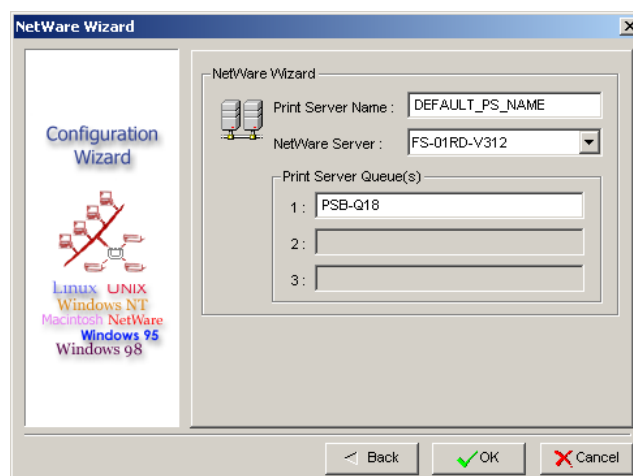 NetWare Wizard
Configuration
Wizard
Linux UNIX
Windows NT
Macintosh NetWare
Windows 95
Windows 98
NetWare Wizard
Print Server Name : DEFAULT_PS_NAME
NetWare Server : FS-01RD-V312
Print Server Queue(s)
1 : PSB-Q18
2 :
3 :
< Back
OK
Cancel